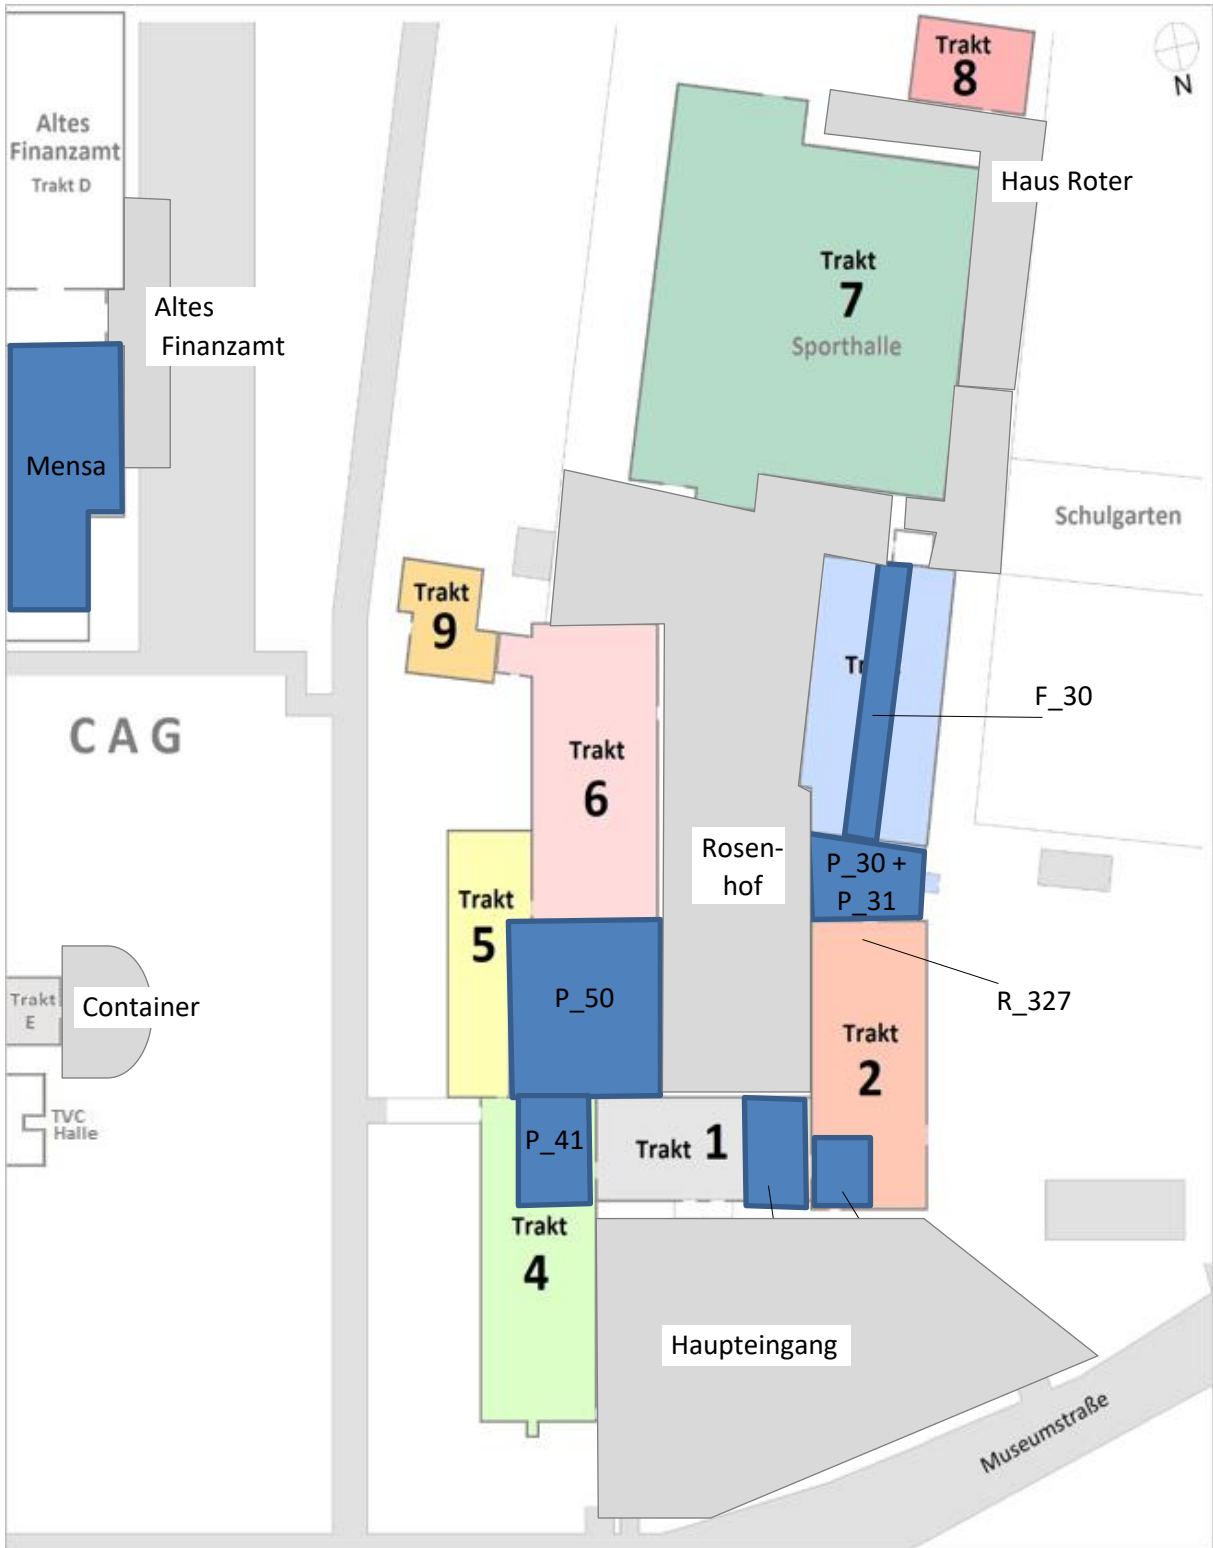 Trakt
8
N
Altes
Finanzamt
Trakt D
Haus Roter
Trakt
7
Sporthalle
Altes
Finanzamt
Mensa
Schulgarten
Trakt
9
F_30
CAG
Trakt
6
Rosen-
hof
P_30 +
P_31
Trakt
5
P_50
R_327
Trakt
E
Container
Trakt
2
TVC
Halle
P_41
Trakt 1
Trakt
4
Haupteingang
Museumstraße